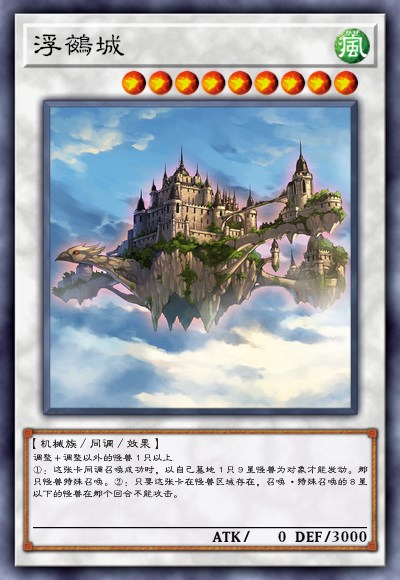 浮鵺城
風
【机械族/同调/效果】
调整+调整以外的怪兽1只以上
①：这张卡同调召唤成功时，以自己墓地1只9星怪兽为对象才能发动。那
只怪兽特殊召唤。②：只要这张卡在怪兽区域存在，召唤·特殊召唤的8星
以下的怪兽在那个回合不能攻击。
ATK/ 0 DEF/3000